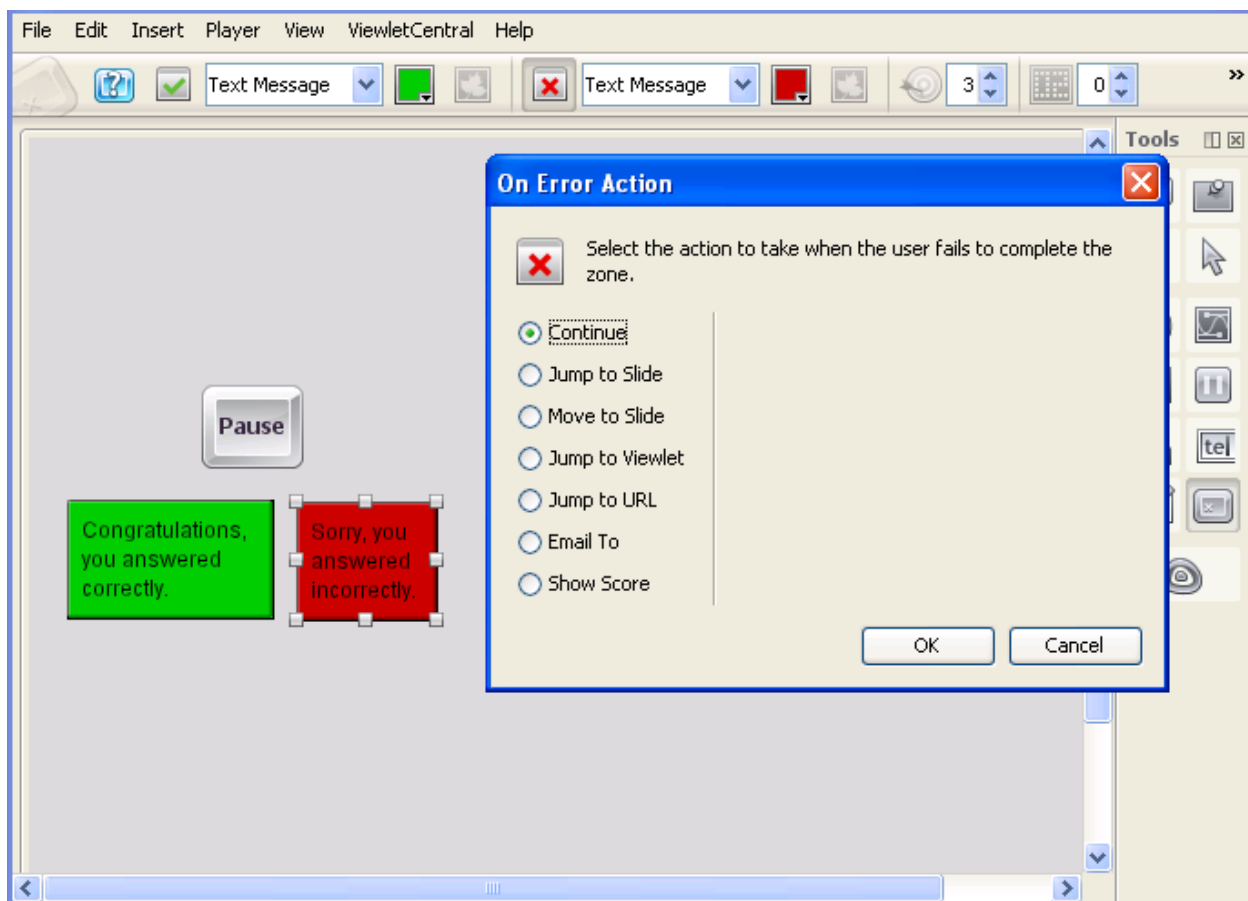 File Edit Insert Player View ViewletCentral Help
Text Message Text Message 3 0 »
Tools
On Error Action
Select the action to take when the user fails to complete the
zone.
Continue
Jump to Slide
Move to Slide
Jump to Viewlet
Jump to URL
Email To
Show Score
OK Cancel
Pause
Congratulations,
you answered
correctly.
Sorry, you
answered
incorrectly.
te